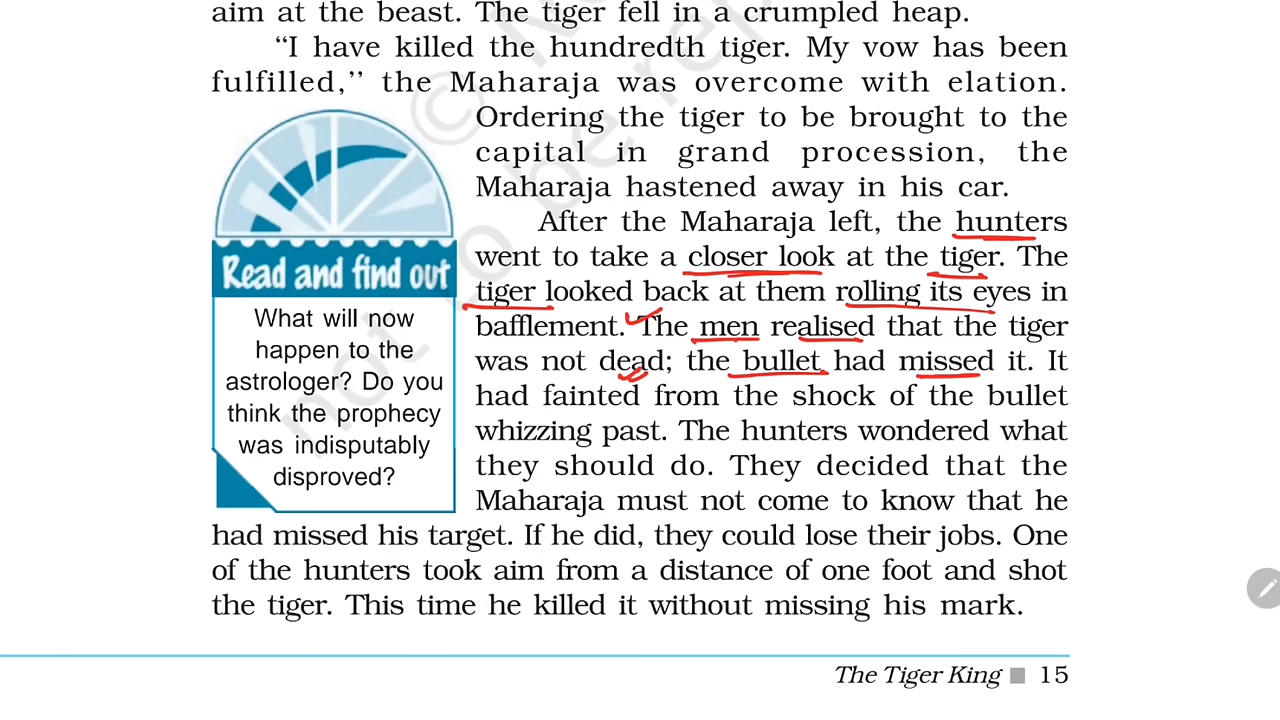 aim at the beast. The tiger fell in a crumpled heap.
“I have killed the hundredth tiger. My vow has been
fulfilled,’’ the Maharaja was overcome with elation.
Ordering the tiger to be brought to the
capital in grand procession, the
Maharaja hastened away in his car.
After the Maharaja left, the hunters
went to take a closer look at the tiger. The
tiger looked back at them rolling its eyes in
bafflement. The men realised that the tiger
was not dead; the bullet had missed it. It
had fainted from the shock of the bullet
whizzing past. The hunters wondered what
they should do. They decided that the
Maharaja must not come to know that he
had missed his target. If he did, they could lose their jobs. One
of the hunters took aim from a distance of one foot and shot
the tiger. This time he killed it without missing his mark.
Read and find out
What will now
happen to the
astrologer? Do you
think the prophecy
was indisputably
disproved?
The Tiger King ■ 15
not to be rep